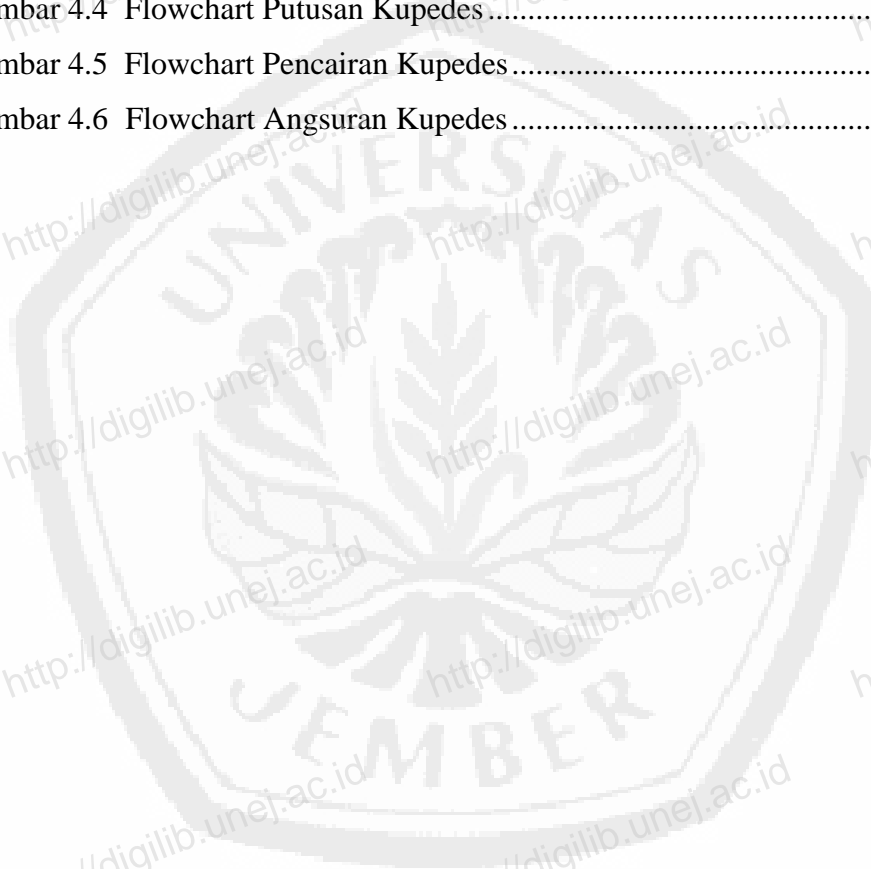 mbar 4.4 Flowchart Putusan Kupedes..........................................................
mbar 4.5 Flowchart Pencairan Kupedes.......................................................
mbar 4.6 Flowchart Angsuran Kupedes.......................................................
UNIVERSITAS
JEMBER
http://digilib.unej.ac.id
http://digilib.unej.ac.id
http://digilib.unej.ac.id
http://digilib.unej.ac.id
http://digilib.unej.ac.id
http://digilib.unej.ac.id
//digilib.unej.ac.id
//digilib.unej.ac.id